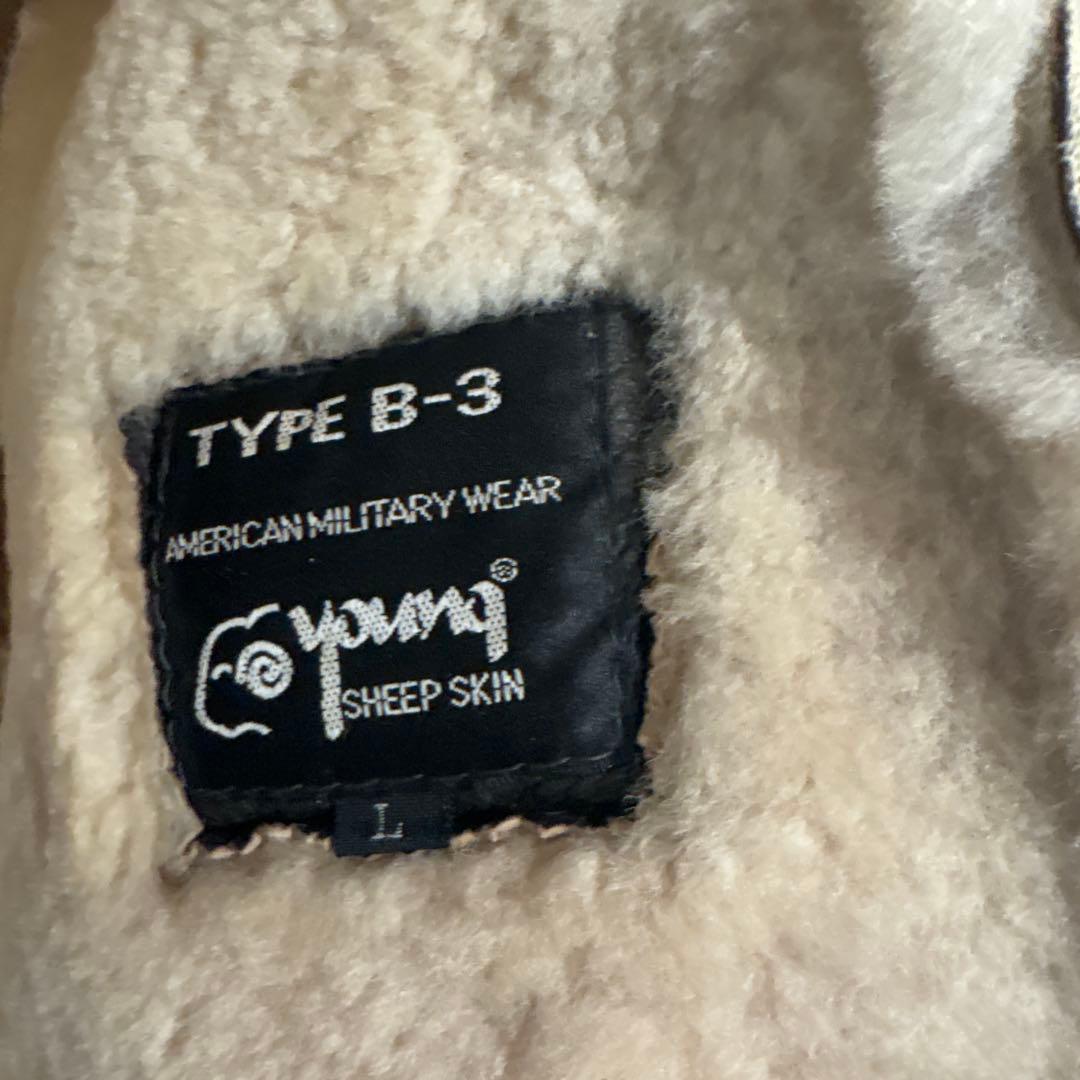 TYPE B-3
AMERICAN MILITARY WEAR
young®
SHEEP SKIN
L